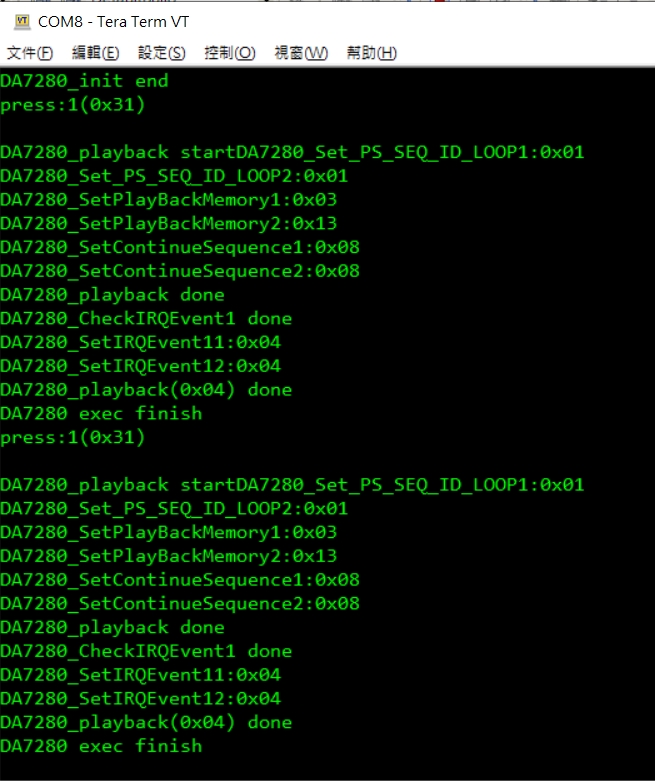 COM8 - Tera Term VT
文件(F) 編輯(E) 設定(S) 控制(O) 視窗(W) 幫助(H)
DA7280_init end
press:1(0x31)
DA7280_playback startDA7280_Set_PS_SEQ_ID_LOOP1:0x01
DA7280_Set_PS_SEQ_ID_LOOP2:0x01
DA7280_SetPlayBackMemory1:0x03
DA7280_SetPlayBackMemory2:0x13
DA7280_SetContinueSequence1:0x08
DA7280_SetContinueSequence2:0x08
DA7280_playback done
DA7280_CheckIRQEvent1 done
DA7280_SetIRQEvent11:0x04
DA7280_SetIRQEvent12:0x04
DA7280_playback(0x04) done
DA7280 exec finish
press:1(0x31)
DA7280_playback startDA7280_Set_PS_SEQ_ID_LOOP1:0x01
DA7280_Set_PS_SEQ_ID_LOOP2:0x01
DA7280_SetPlayBackMemory1:0x03
DA7280_SetPlayBackMemory2:0x13
DA7280_SetContinueSequence1:0x08
DA7280_SetContinueSequence2:0x08
DA7280_playback done
DA7280_CheckIRQEvent1 done
DA7280_SetIRQEvent11:0x04
DA7280_SetIRQEvent12:0x04
DA7280_playback(0x04) done
DA7280 exec finish